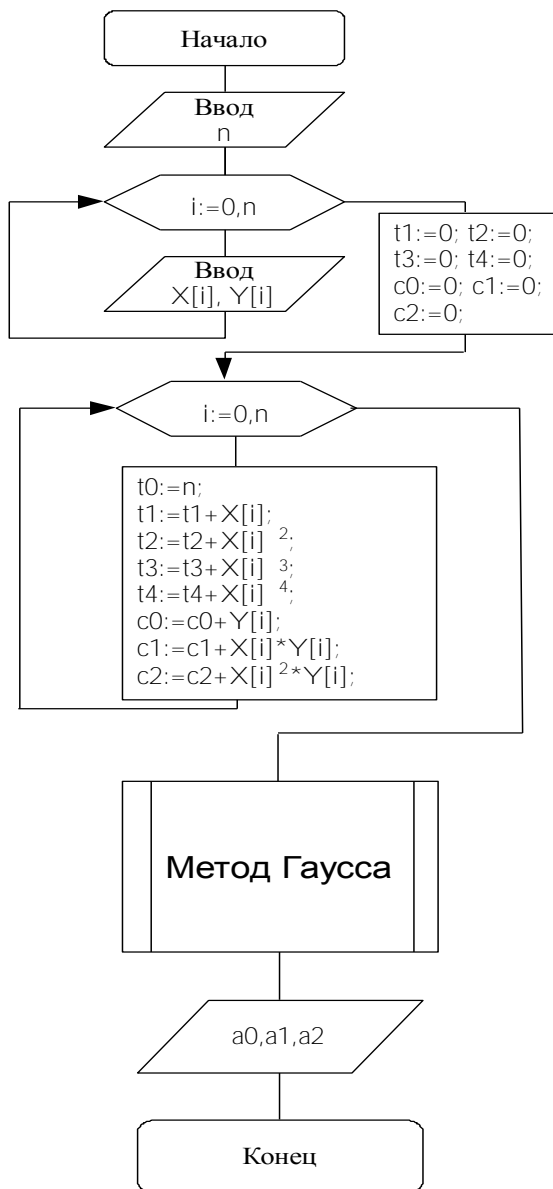 Начало
Ввод
n
i:=0,n
Ввод
X[i], Y[i]
t1:=0; t2:=0;
t3:=0; t4:=0;
c0:=0; c1:=0;
c2:=0;
i:=0,n
t0:=n;
t1:=t1+X[i];
t2:=t2+X[i] ²;
t3:=t3+X[i] ³;
t4:=t4+X[i] ⁴;
c0:=c0+Y[i];
c1:=c1+X[i]*Y[i];
c2:=c2+X[i] ²*Y[i];
Метод Гаусса
a0,a1,a2
Конец